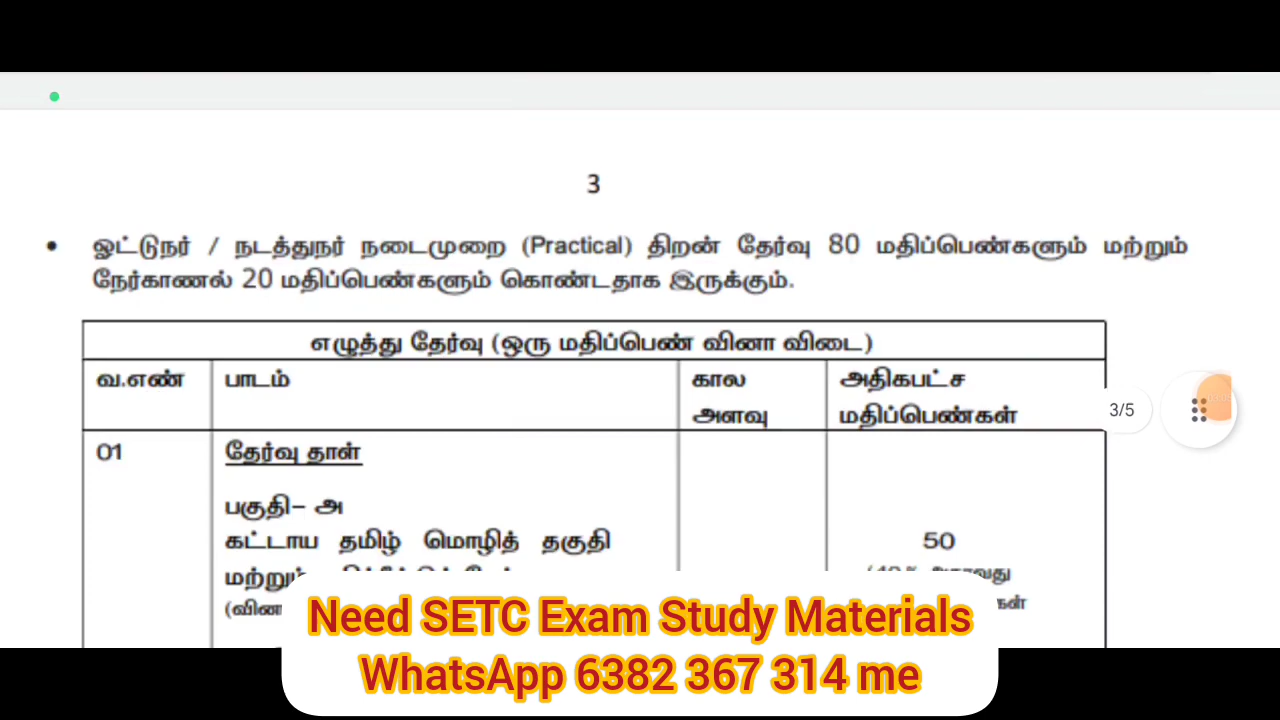 3
• ஓட்டுநர் / நடத்துநர் நடைமுறை (Practical) திறன் தேர்வு 80 மதிப்பெண்களும் மற்றும்
நேர்காணல் 20 மதிப்பெண்களும் கொண்டதாக இருக்கும்.
எழுத்து தேர்வு (ஒரு மதிப்பெண் வினா விடை)
வ.எண் பாடம் கால அளவு அதிகபட்ச மதிப்பெண்கள்
3/5
01 தேர்வு தாள்
பகுதி– அ
கட்டாய தமிழ் மொழித் தகுதி 50
மற்றும்
Need SETC Exam Study Materials
WhatsApp 6382 367 314 me